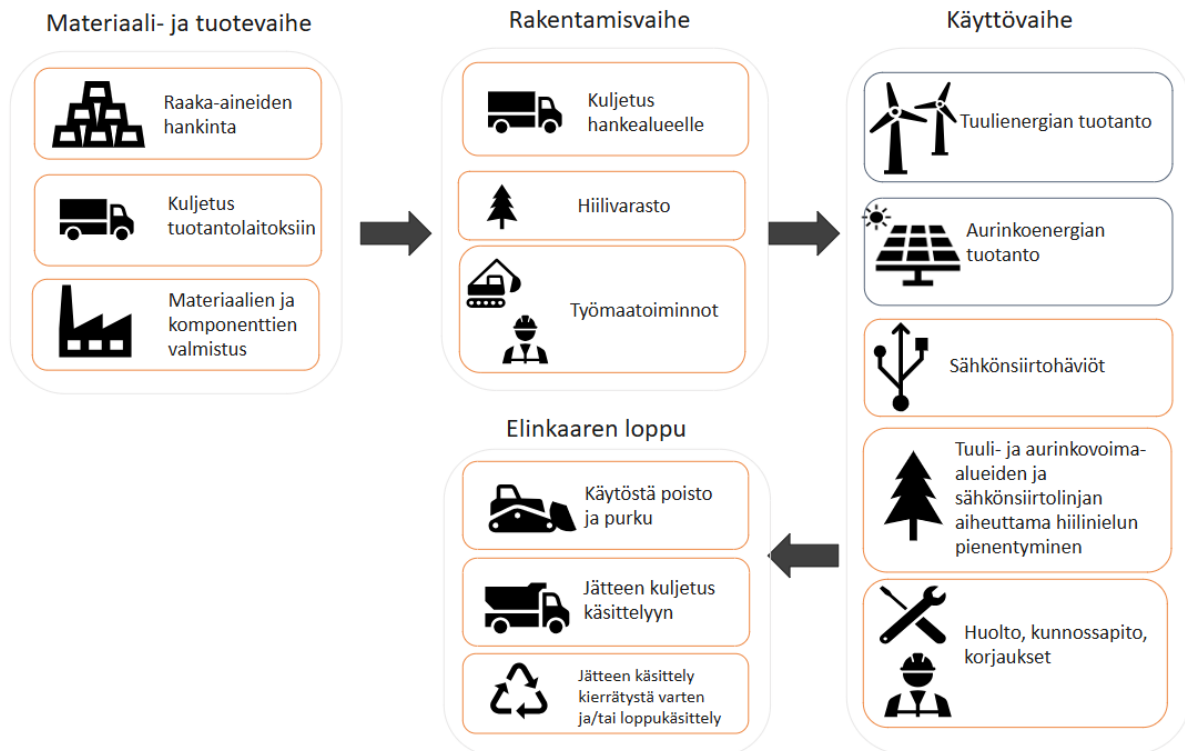 Materiaali- ja tuotevaihe
Raaka-aineiden
hankinta
Kuljetus
tuotantolaitoksiin
Materiaalien ja
komponenttien
valmistus
Rakentamisvaihe
Kuljetus
hankealueelle
Hiilivarasto
Työmaatoiminnot
Käyttövaihe
Tuulienergian tuotanto
Aurinkoenergian
tuotanto
Sähkönsiirtohäviöt
Tuuli- ja aurinkovoima-
alueiden ja
sähkönsiirtolinjan
aiheuttama hiilinielun
pienentyminen
Huolto, kunnossapito,
korjaukset
Elinkaaren loppu
Käytöstä poisto
ja purku
Jätteen kuljetus
käsittelyyn
Jätteen käsittely
kierrätystä varten
ja/tai loppukäsittely